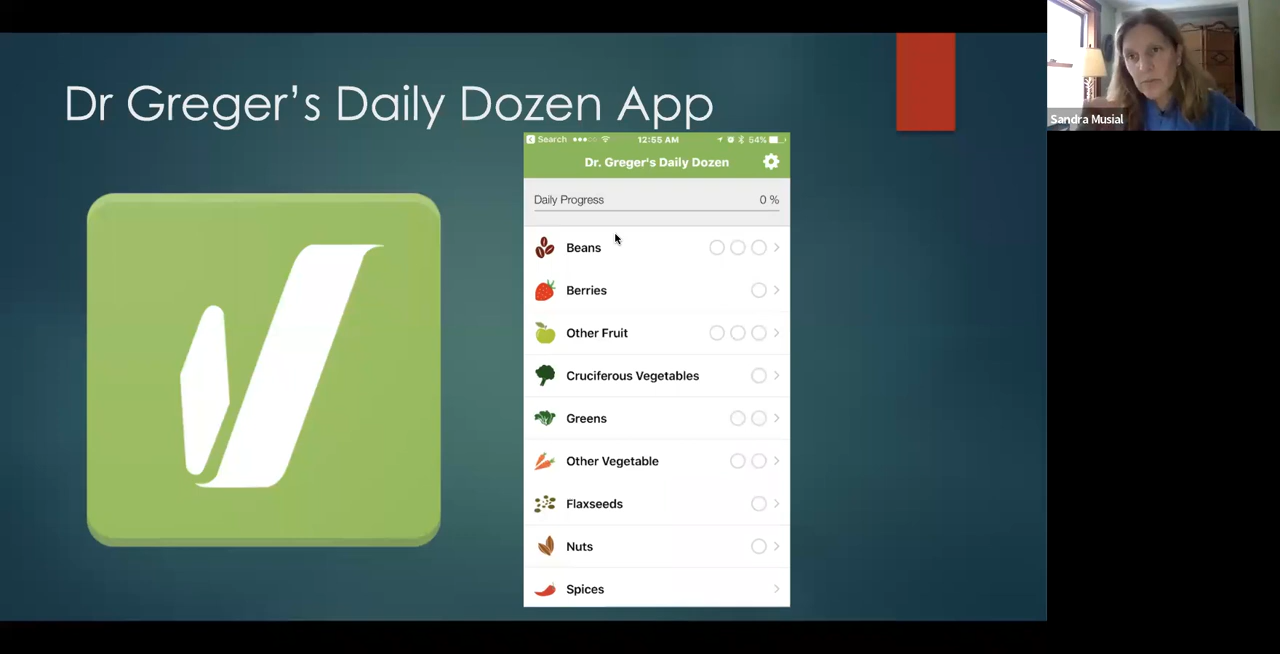 Dr Greger's Daily Dozen App
Search
12:55 AM
54%
Dr. Greger's Daily Dozen
Daily Progress 0 %
Beans
Berries
Other Fruit
Cruciferous Vegetables
Greens
Other Vegetable
Flaxseeds
Nuts
Spices
Sandra Musial